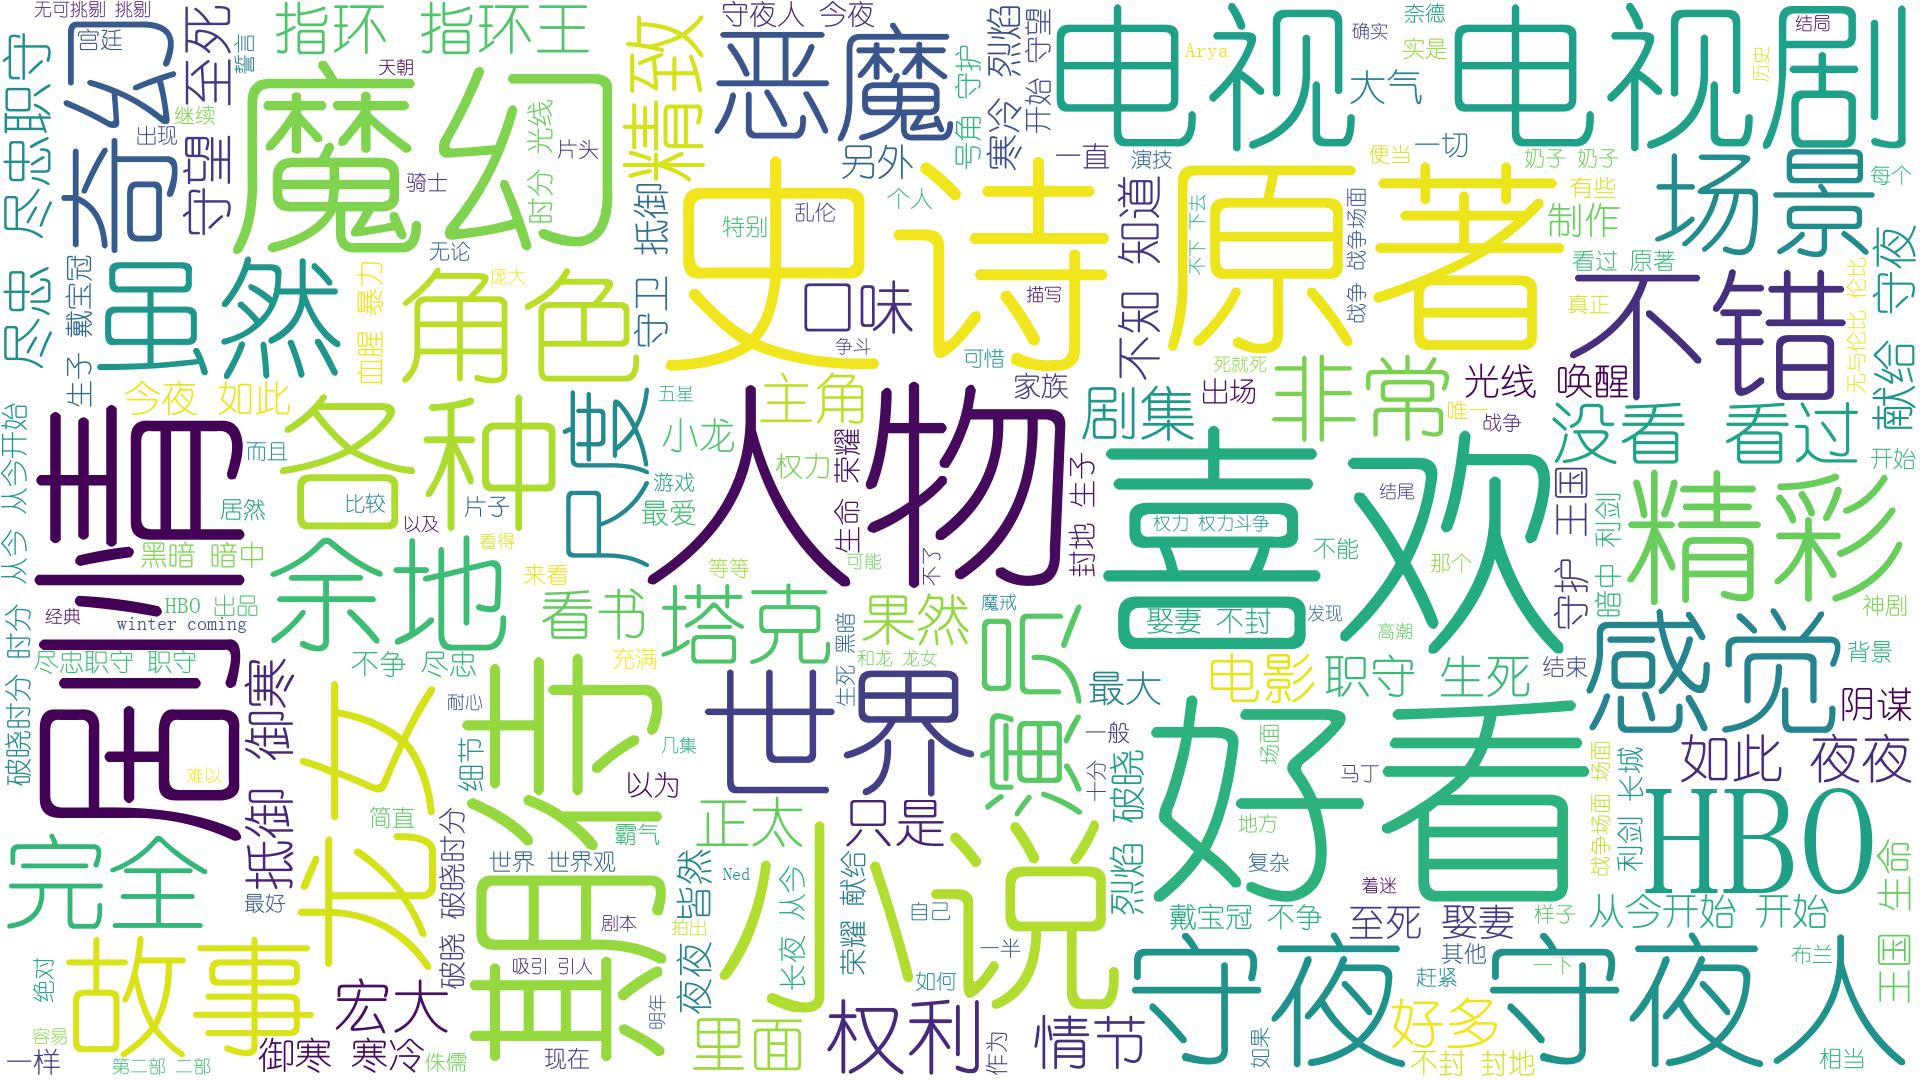 无可挑剔 挑剔
指环 指环王
守夜人 今夜
奈德
结局
电视 电视剧
宫廷
奇幻
至死
誓言
天朝
精致
恶魔
烈焰 守望
确实
实是
Arya
历史
尽忠职守
继续
出现
守望
魔幻
光线
片头
骑士
时分
另外
号角 守护
寒冷 开始
一直
演技
大气
一切
便当
奶子 奶子
场景
每个
史诗
原著
抵御
个人
特别
乱伦
知道
不知
不下 下去
战争 战争场面
有些
制作
看过 原著
守夜
献给
尽忠
戴宝冠
生子
虽然
血腥 暴力
无论
角色
庞大
守卫
口味
争斗
描写
可惜
真正
不错
无与伦比 伦比
今夜 如此
五星
主角
家族
剧集
死就死
出场
非常
光线 唤醒
唯一
战争
没看 看过
从今 从今开始
开始
剧情
而且
各种
尺度
小龙
权力
游戏
最爱
人物
生命 荣耀
封地 生子
喜欢
结尾
权力 权力斗争
王国
利剑
精彩
居然
比较
片子
以及
看得
黑暗 暗中
等等
可能
不了
不能
那个
守护
暗中
神剧
经典
HBO 出品
winter coming
余地
来看
看书
塔克
果然
魔戒
演员
娶妻 不封
发现
高潮
破晓时分 时分
尽忠职守 职守
不争 尽忠
充满
生死 黑暗
和龙 龙女
最大
电影
职守 生死
结束
感觉
背景
抵御 御寒
龙女
耐心
细节
几集
世界
一般
十分
破晓
好看
场面
马丁
阴谋
如此 夜夜
难以
简直
以为
霸气
正太
只是
地方
战争场面 场面
利剑 长城
HBO
完全
最好
破晓 破晓时分
世界 世界观
期待
皆然
夜夜
Ned
长夜 从今
荣耀 献给
小说
自己
烈焰
复杂
着迷
戴宝冠 不争
至死 娶妻
样子
从今开始 开始
生命
剧本
拍出
一半
绝对
故事
宏大
吸引 引人
如何
守夜 守夜人
其他
赶紧
一下
布兰
王国
容易
一样
第二部 二部
御寒 寒冷
侏儒
现在
明年
里面
权利
作为
情节
如果
好多
不封 封地
相当